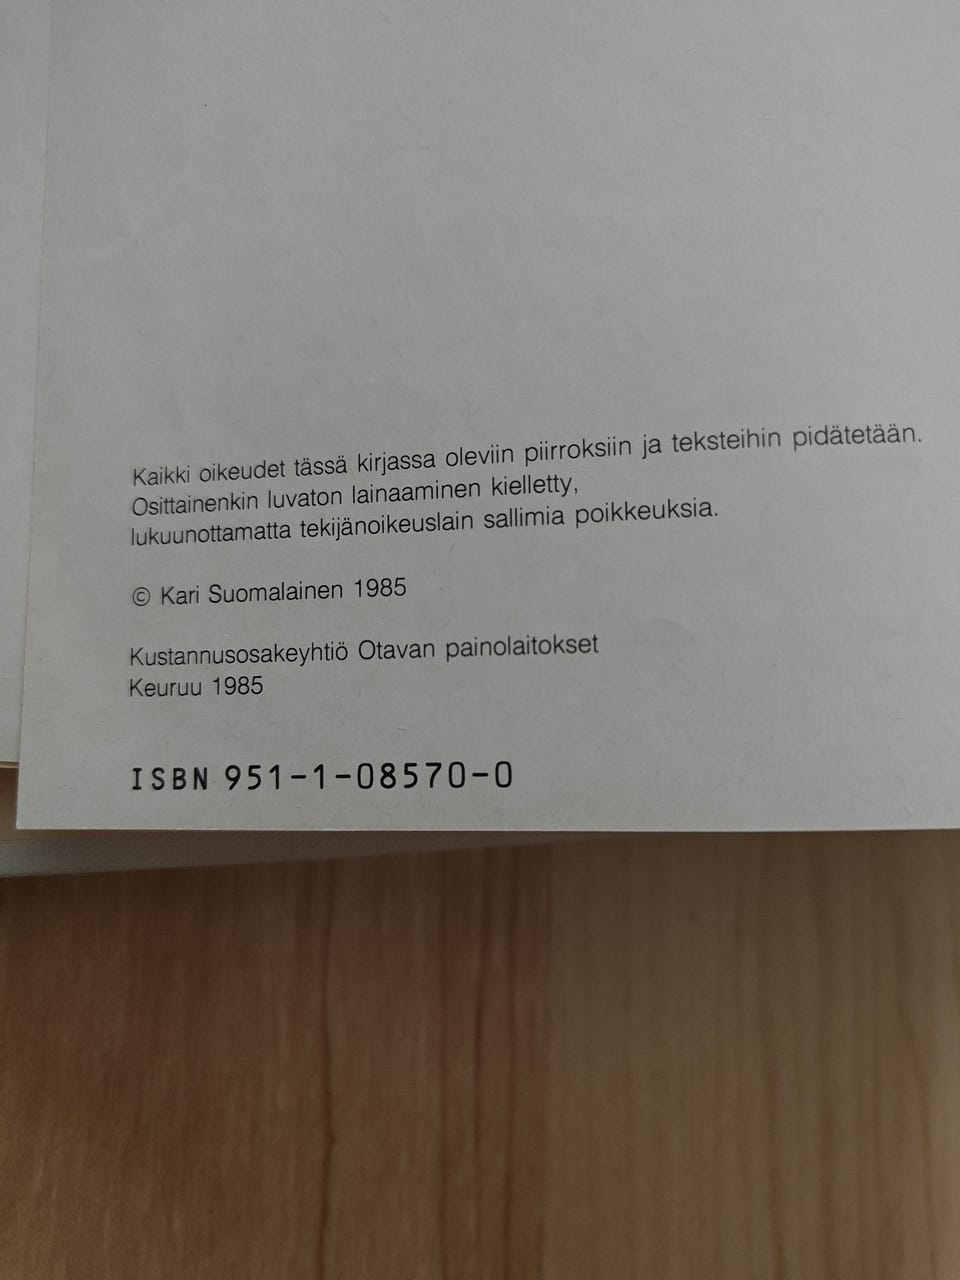 Kaikki oikeudet tässä kirjassa oleviin piirroksiin ja teksteihin pidätetään.
Osittainenkin luvaton lainaaminen kielletty,
lukuunottamatta tekijänoikeuslain sallimia poikkeuksia.
© Kari Suomalainen 1985
Kustannusosakeyhtiö Otavan painolaitokset
Keuruu 1985
ISBN 951-1-08570-0